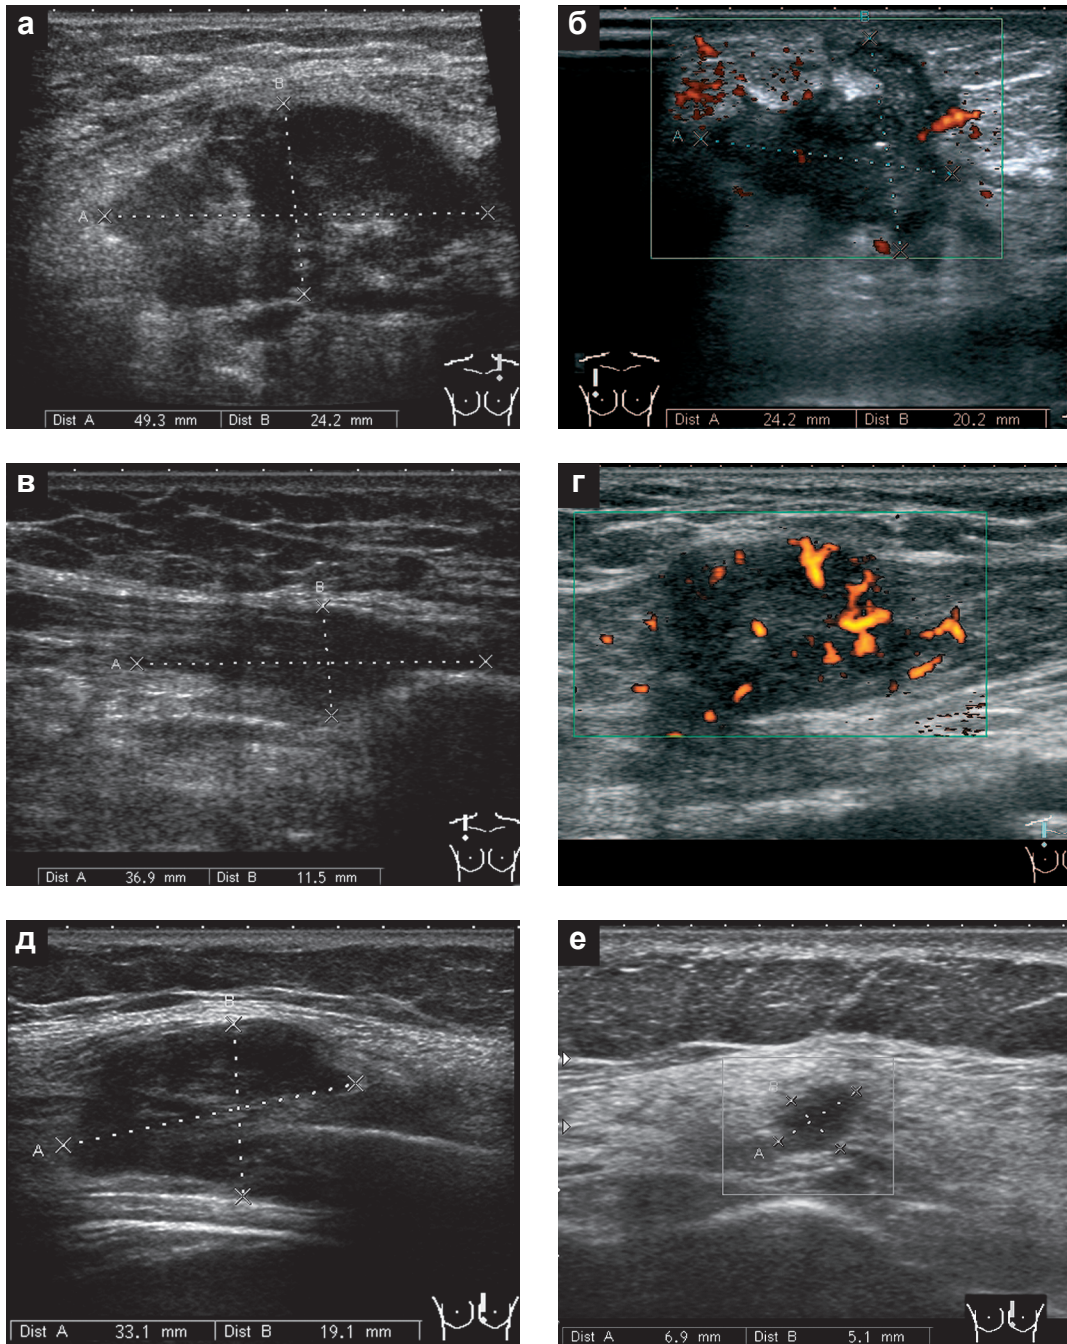 а
B
A
Dist A 49.3 mm Dist B 24.2 mm
б
B
A
Dist A 24.2 mm Dist B 20.2 mm
в
B
A
Dist A 36.9 mm Dist B 11.5 mm
г
д
B
A
Dist A 33.1 mm Dist B 19.1 mm
е
B
A
Dist A 6.9 mm Dist B 5.1 mm